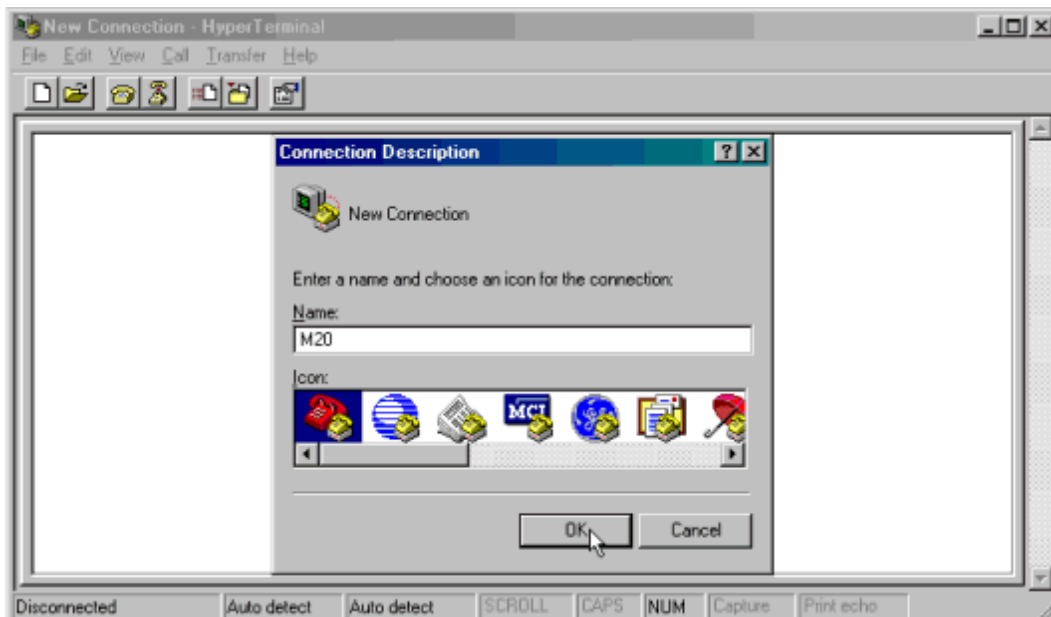 New Connection - HyperTerminal
File Edit View Call Transfer Help
Connection Description
New Connection
Enter a name and choose an icon for the connection:
Name:
M20
Icon:
MCI
OK Cancel
Disconnected Auto detect Auto detect SCROLL CAPS NUM Capture Print echo